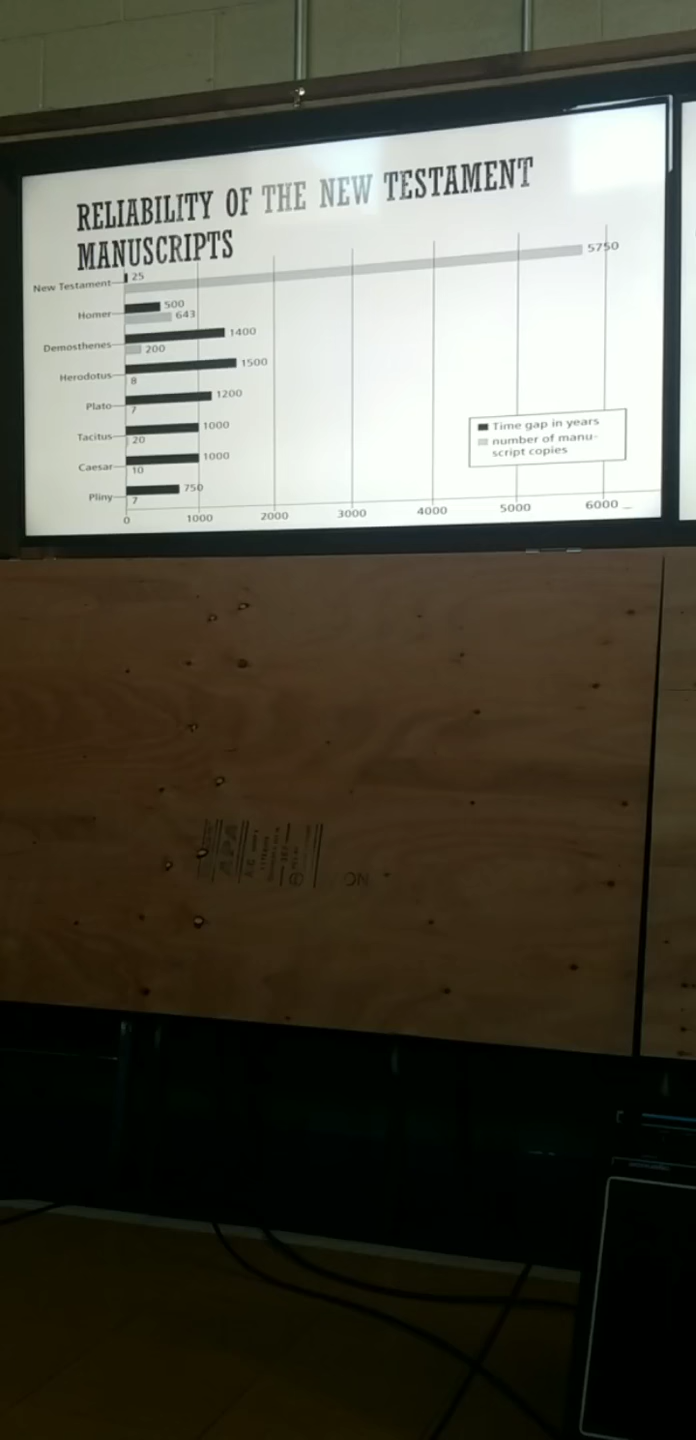 RELIABILITY OF THE NEW TESTAMENT
MANUSCRIPTS
New Testament 25 5750
Homer 500 643
Demosthenes 1400 200
Herodotus 1500 8
Plato 1200 7
Tacitus 1000 20
Caesar 1000 10
Pliny 750 7
0 1000 2000 3000 4000 5000 6000
Time gap in years
number of manu-
script copies
APA